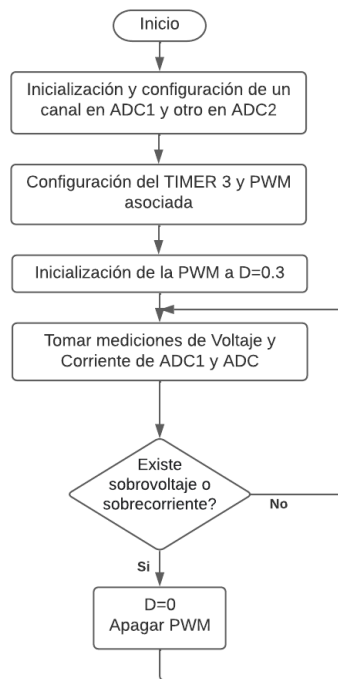 Inicio
Inicialización y configuración de un
canal en ADC1 y otro en ADC2
Configuración del TIMER 3 y PWM
asociada
Inicialización de la PWM a D=0.3
Tomar mediciones de Voltaje y
Corriente de ADC1 y ADC
Existe
sobrovoltaje o
sobrecorriente?
No
Si
D=0
Apagar PWM